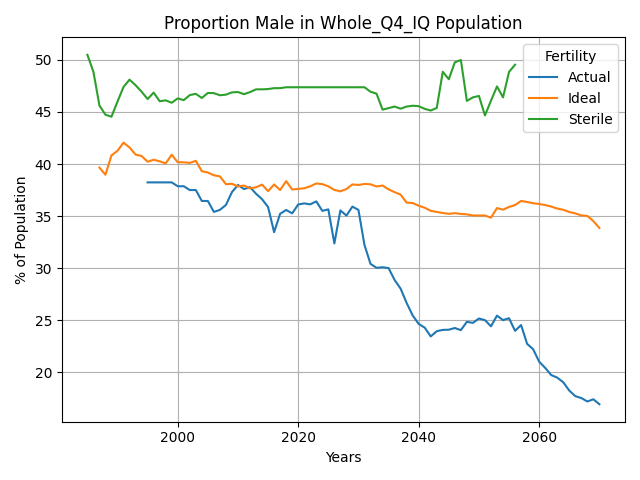 Proportion Male in Whole_Q4_IQ Population
Fertility
Actual
Ideal
Sterile
% of Population
50
45
40
35
30
25
20
2000
2020
2040
2060
Years